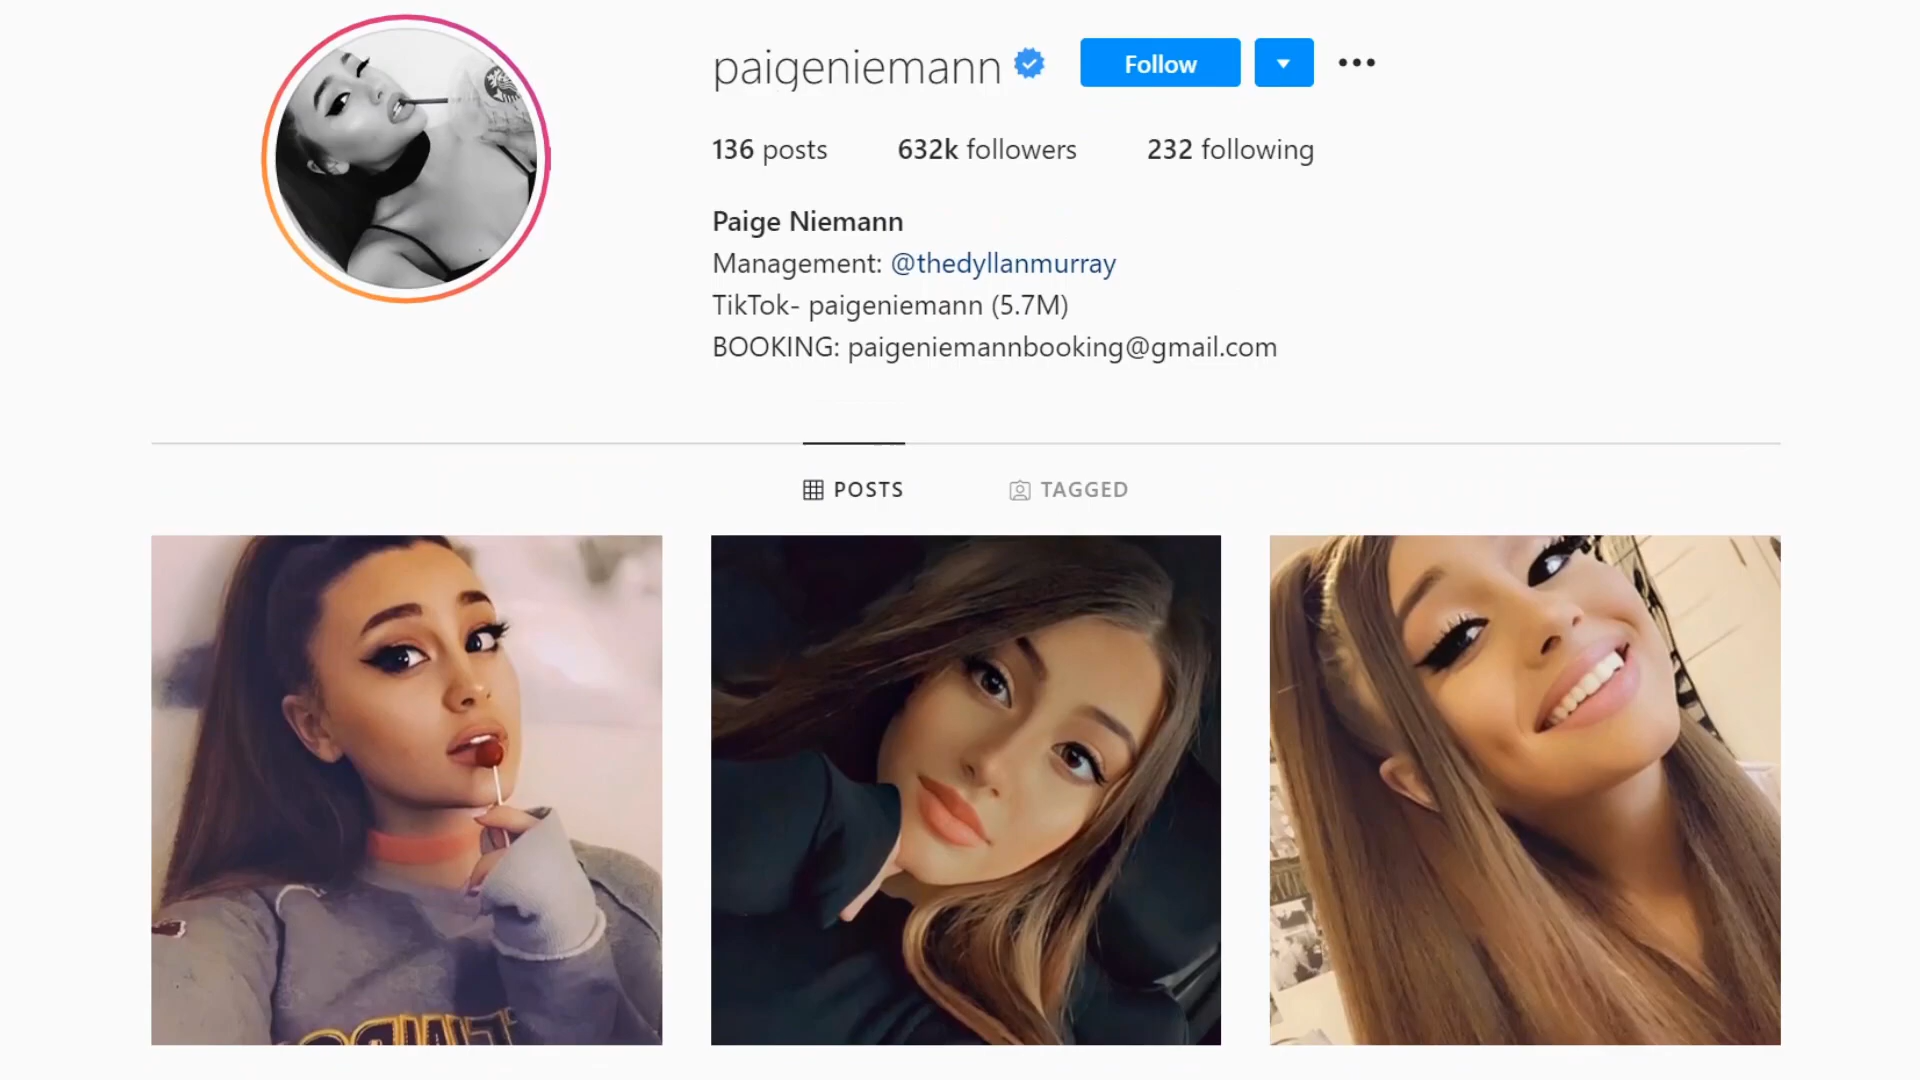 paigeniemann
Follow
136 posts 632k followers 232 following
Paige Niemann
Management: @thedyllanmurray
TikTok- paigeniemann (5.7M)
BOOKING: paigeniemannbooking@gmail.com
POSTS TAGGED